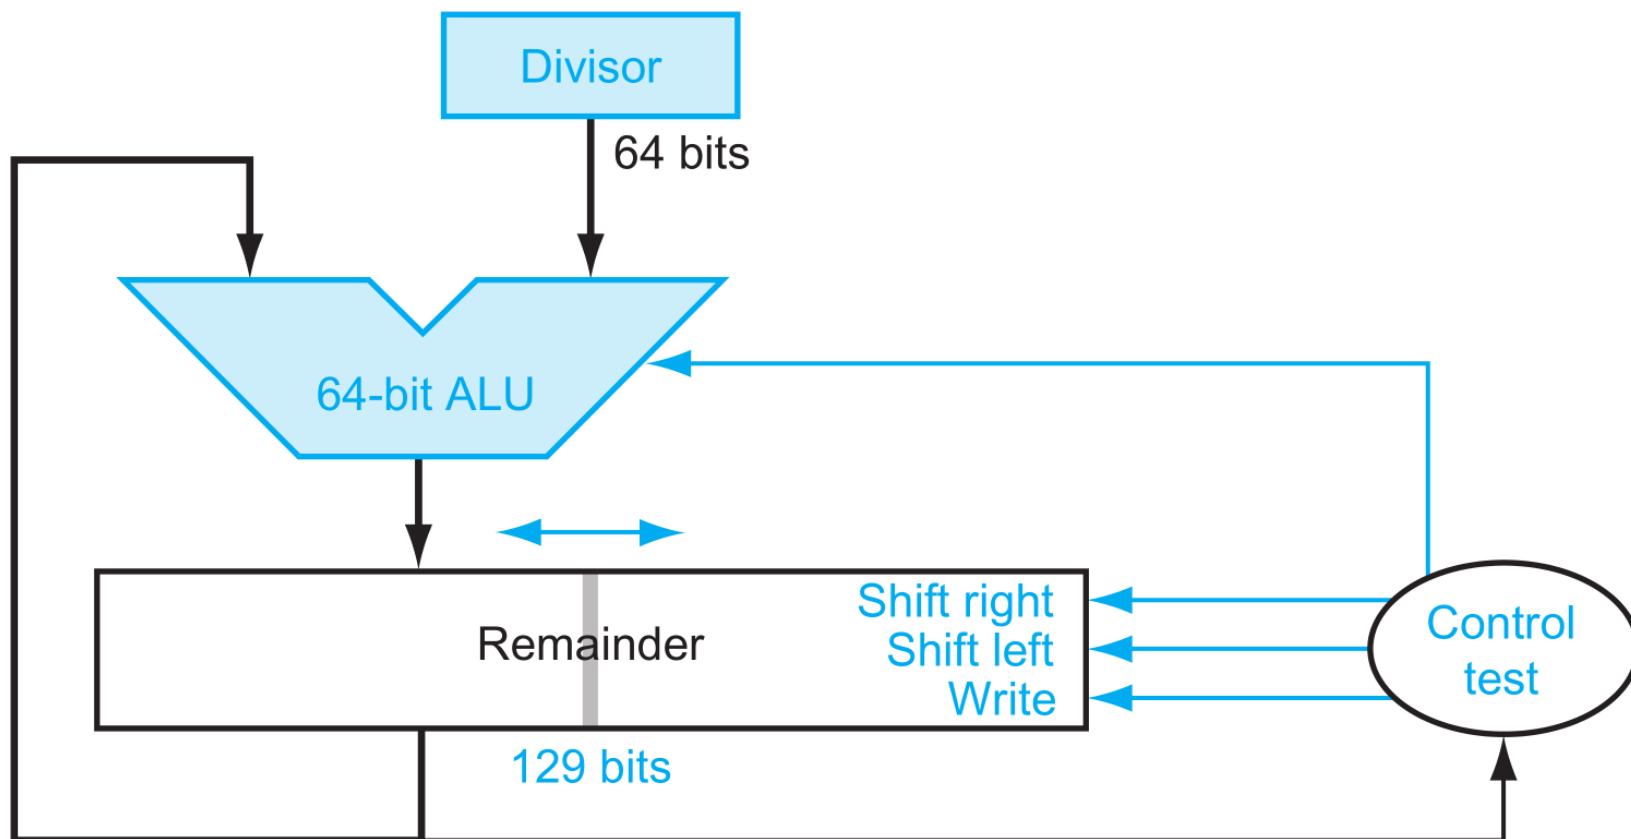 Divisor
64 bits
64-bit ALU
Remainder
Shift right
Shift left
Write
Control
test
129 bits